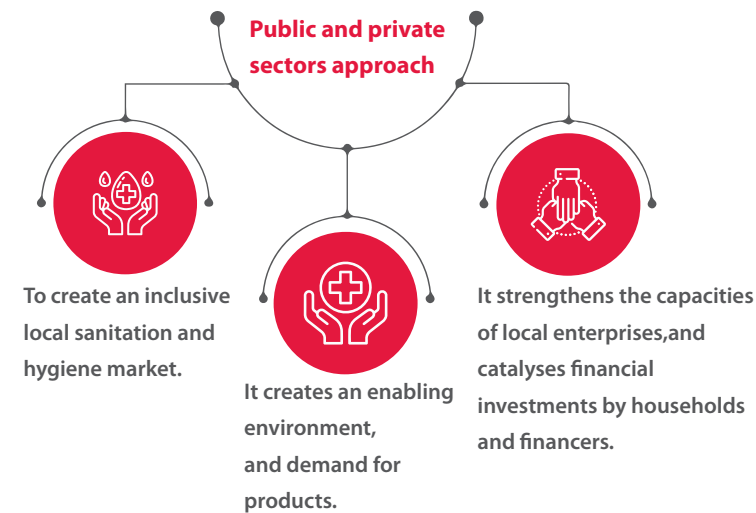 Public and private
sectors approach
To create an inclusive
local sanitation and
hygiene market.
It creates an enabling
environment,
and demand for
products.
It strengthens the capacities
of local enterprises,and
catalyses financial
investments by households
and financers.